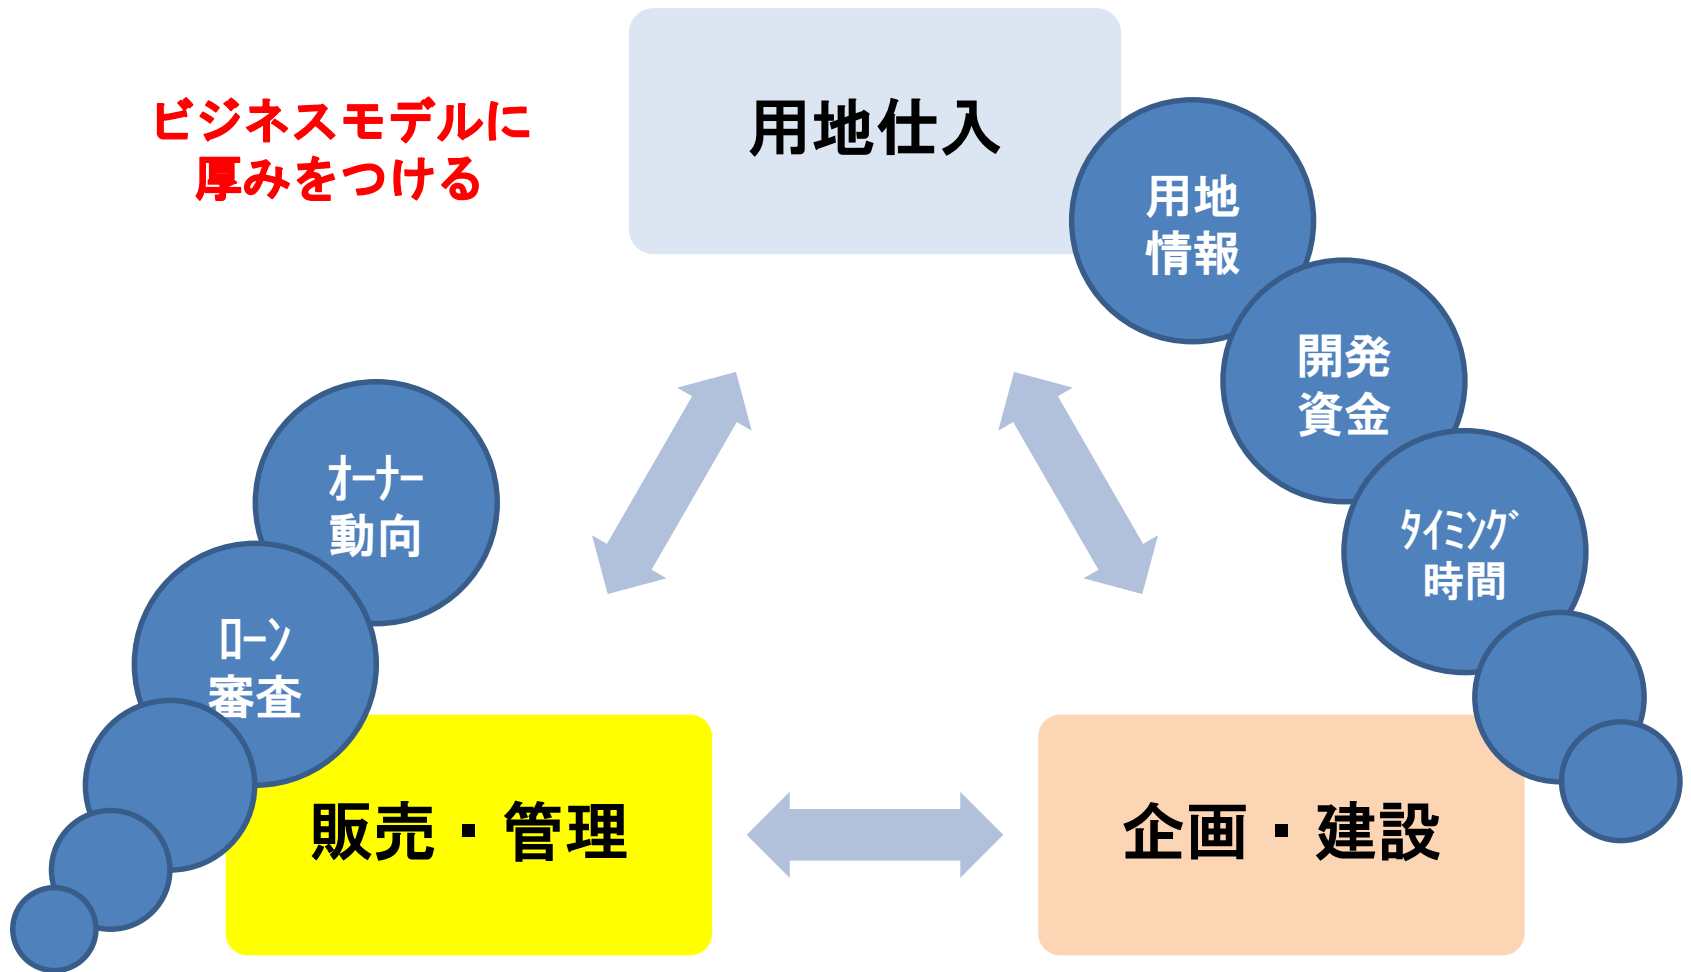 ビジネスモデルに
厚みをつける
用地仕入
用地
情報
開発
資金
ﾀｲﾐﾝｸﾞ
時間
ｵｰﾅｰ
動向
ﾛｰﾝ
審査
販売・管理
企画・建設